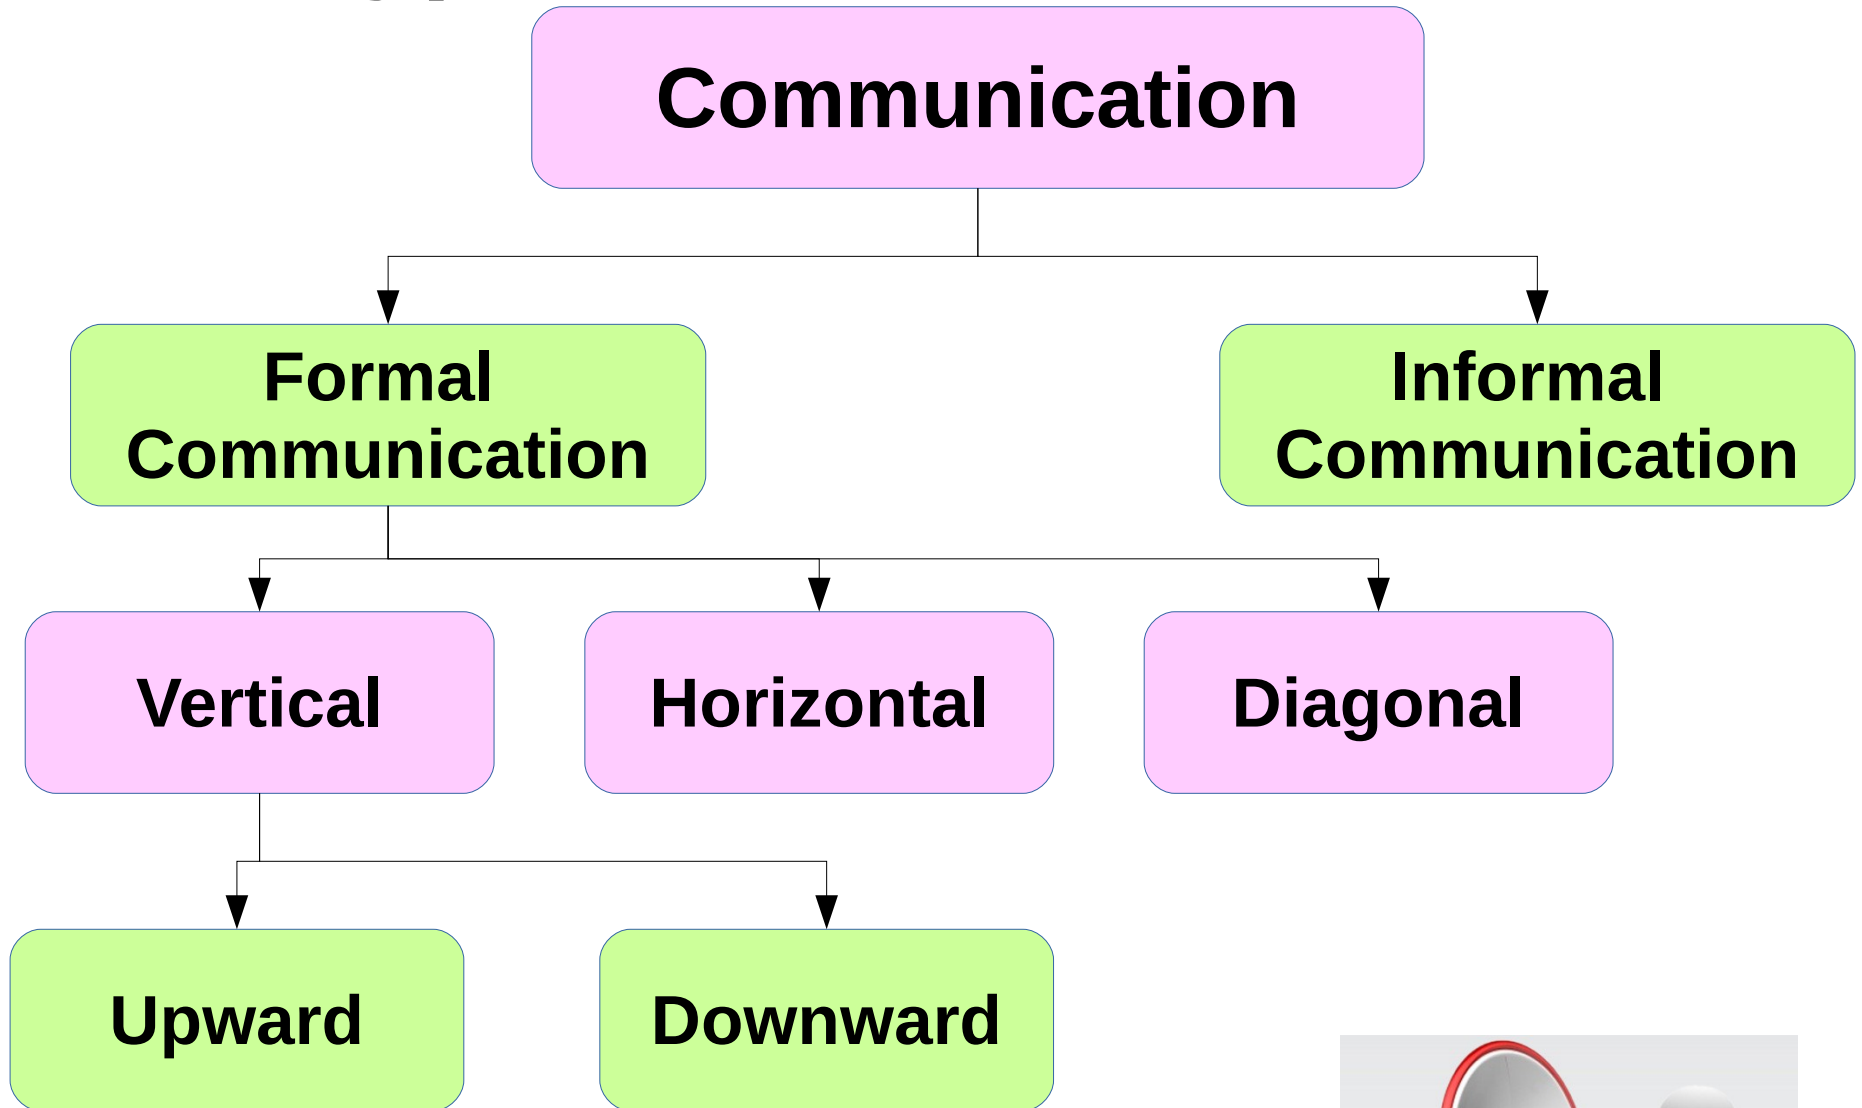 Communication
Formal
Communication
Informal
Communication
Vertical
Horizontal
Diagonal
Upward
Downward